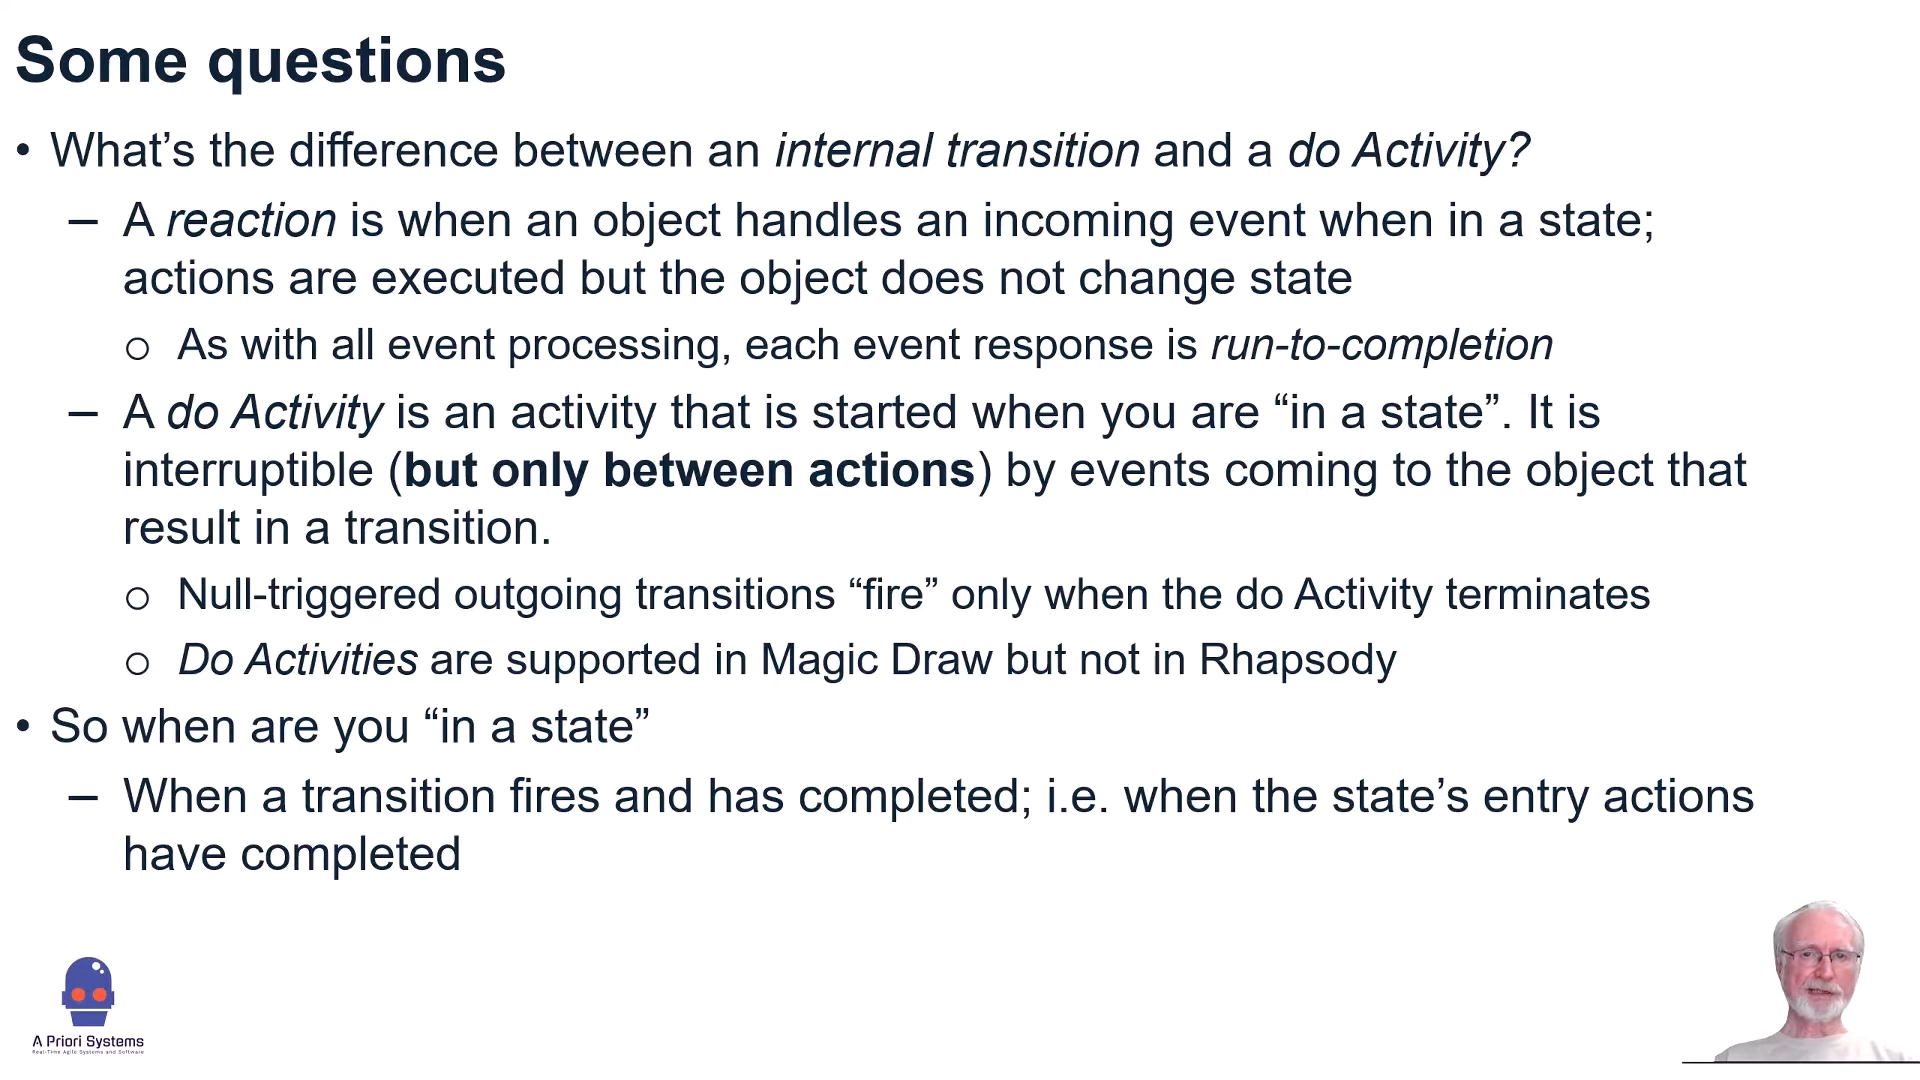 Some questions
• What’s the difference between an internal transition and a do Activity?
– A reaction is when an object handles an incoming event when in a state;
actions are executed but the object does not change state
o As with all event processing, each event response is run-to-completion
– A do Activity is an activity that is started when you are “in a state”. It is
interruptible (but only between actions) by events coming to the object that
result in a transition.
o Null-triggered outgoing transitions “fire” only when the do Activity terminates
o Do Activities are supported in Magic Draw but not in Rhapsody
• So when are you “in a state”
– When a transition fires and has completed; i.e. when the state’s entry actions
have completed
A Priori Systems
Real-Time Agile Systems and Software